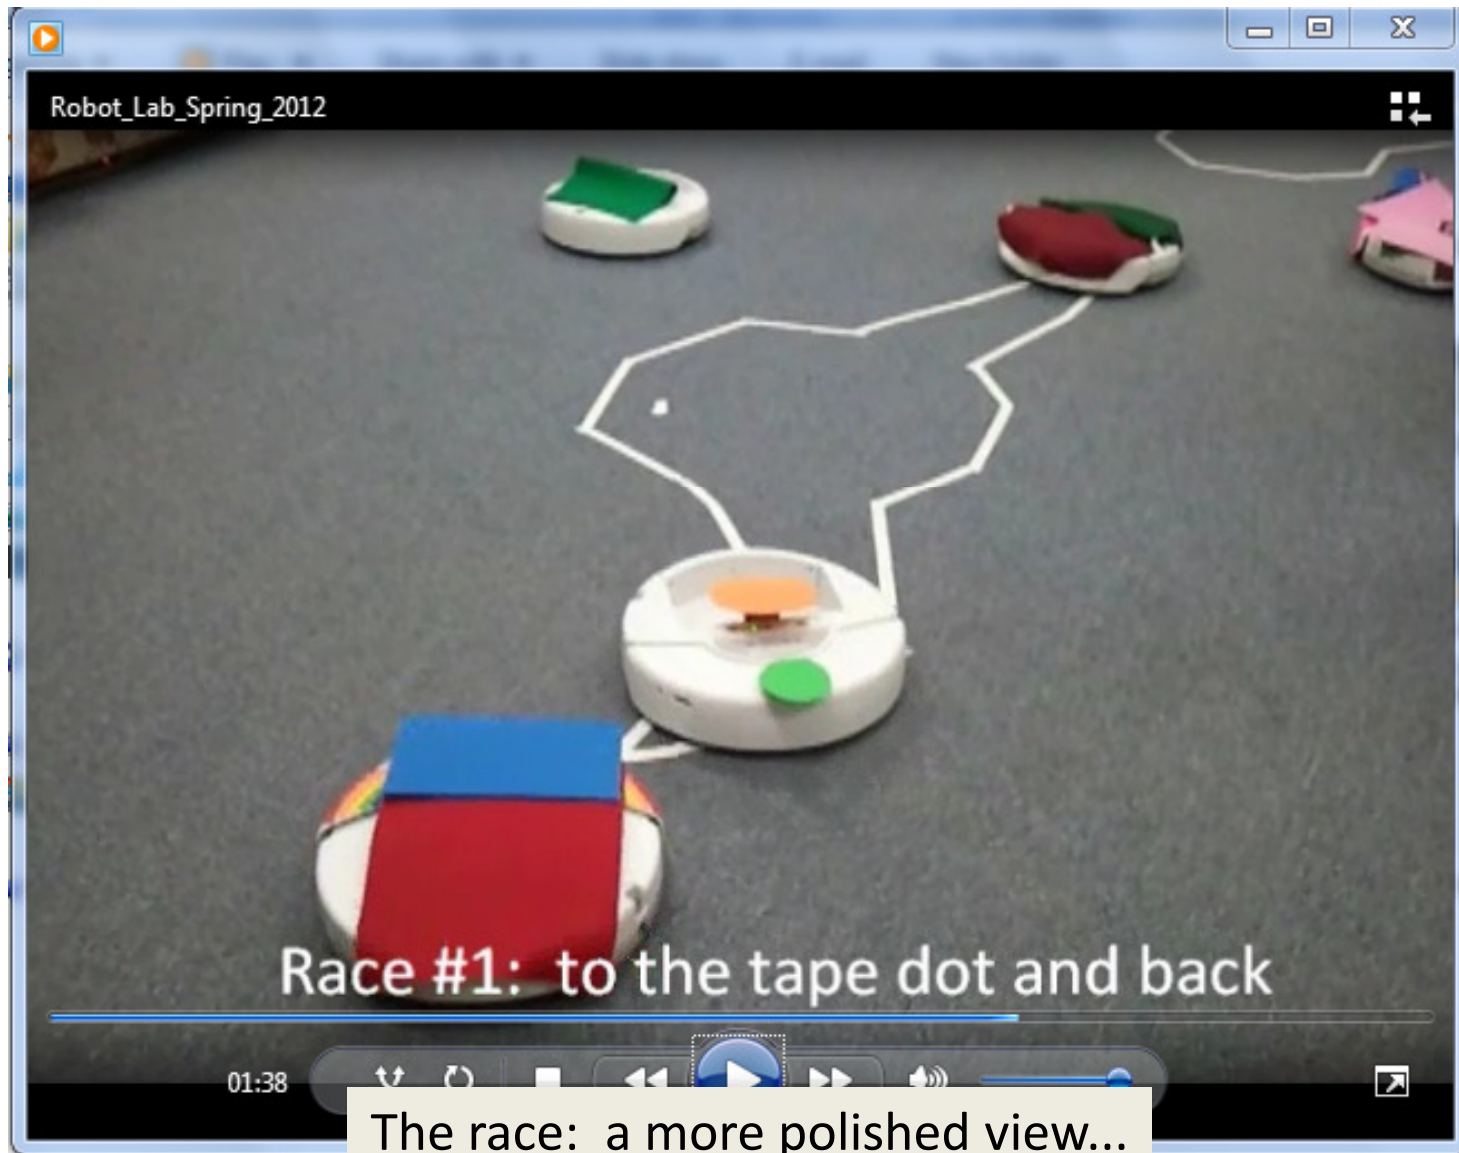 Robot_Lab_Spring_2012
Race #1:  to the tape dot and back
01:38
The race:  a more polished view...